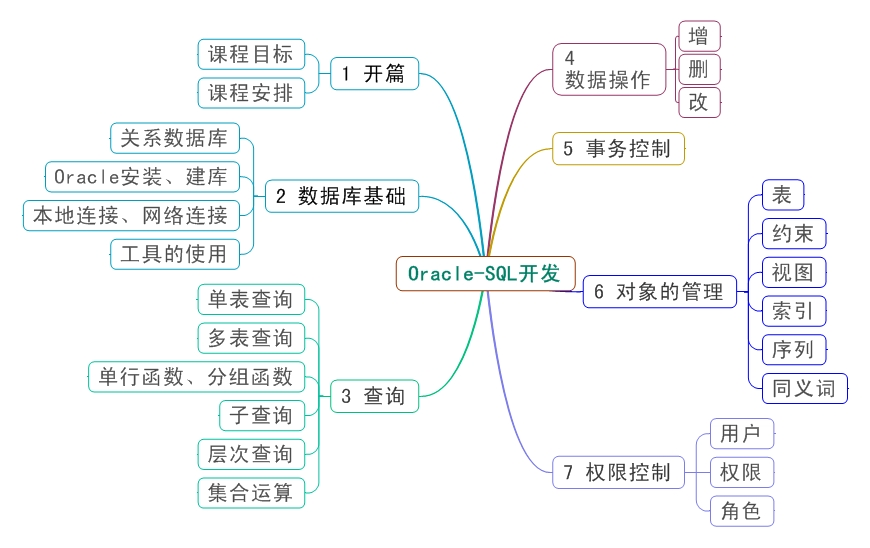 Oracle-SQL开发
1 开篇
课程目标
课程安排
2 数据库基础
关系数据库
Oracle安装、建库
本地连接、网络连接
工具的使用
3 查询
单表查询
多表查询
单行函数、分组函数
子查询
层次查询
集合运算
4
数据操作
增
删
改
5 事务控制
6 对象的管理
表
约束
视图
索引
序列
同义词
7 权限控制
用户
权限
角色